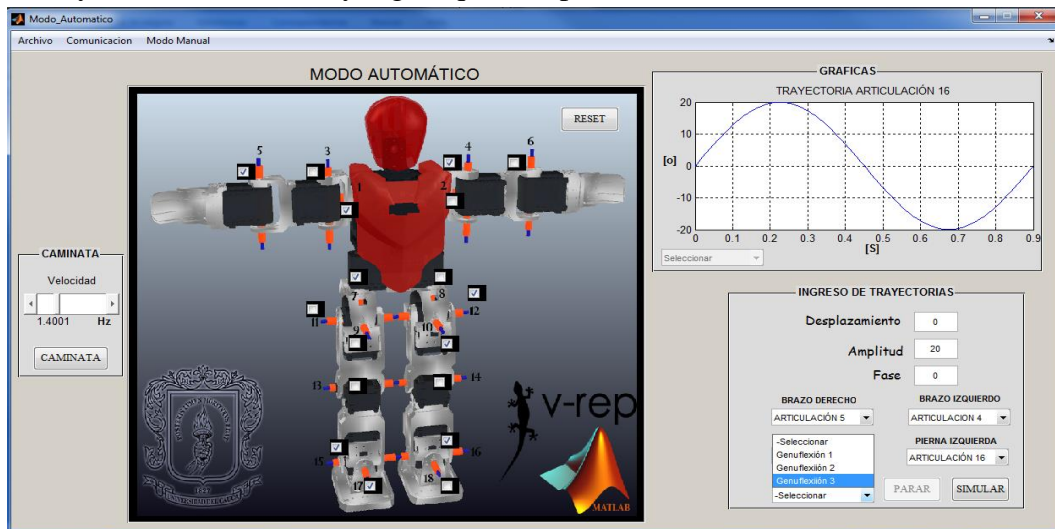 Modo_Automatico
Archivo Comunicacion Modo Manual
MODO AUTOMÁTICO
RESET
5
3
4
6
1
2
7
8
11
12
9
10
13
14
15
16
17
18
v-rep
MATLAB
CAMINATA
Velocidad
1.4001 Hz
CAMINATA
GRAFICAS
TRAYECTORIA ARTICULACIÓN 16
20
10
[o]
0
-10
-20
0 0.1 0.2 0.3 0.4 0.5 0.6 0.7 0.8 0.9
[S]
Seleccionar
INGRESO DE TRAYECTORIAS
Desplazamiento 0
Amplitud 20
Fase 0
BRAZO DERECHO BRAZO IZQUIERDO
ARTICULACIÓN 5 ARTICULACION 4
-Seleccionar
Genuflexión 1
Genuflexiión 2
Genuflexiión 3
-Seleccionar
PIERNA IZQUIERDA
ARTICULACIÓN 16
PARAR SIMULAR